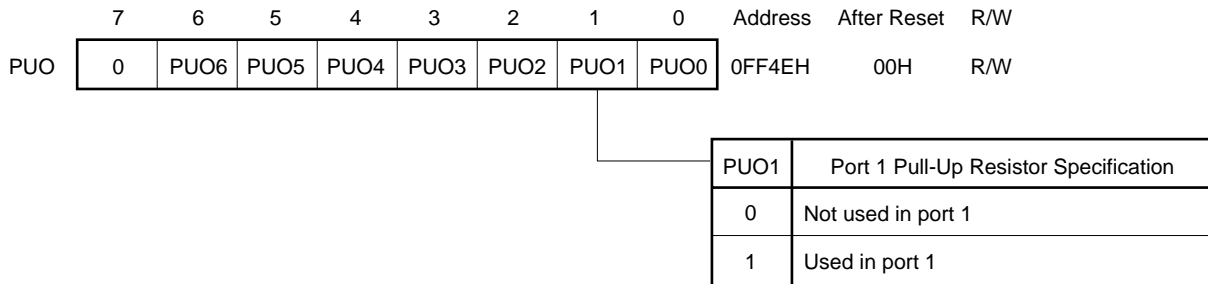 7 6 5 4 3 2 1 0 Address After Reset R/W
PUO 0 PUO6 PUO5 PUO4 PUO3 PUO2 PUO1 PUO0 0FF4EH 00H R/W
PUO1 Port 1 Pull-Up Resistor Specification
0 Not used in port 1
1 Used in port 1